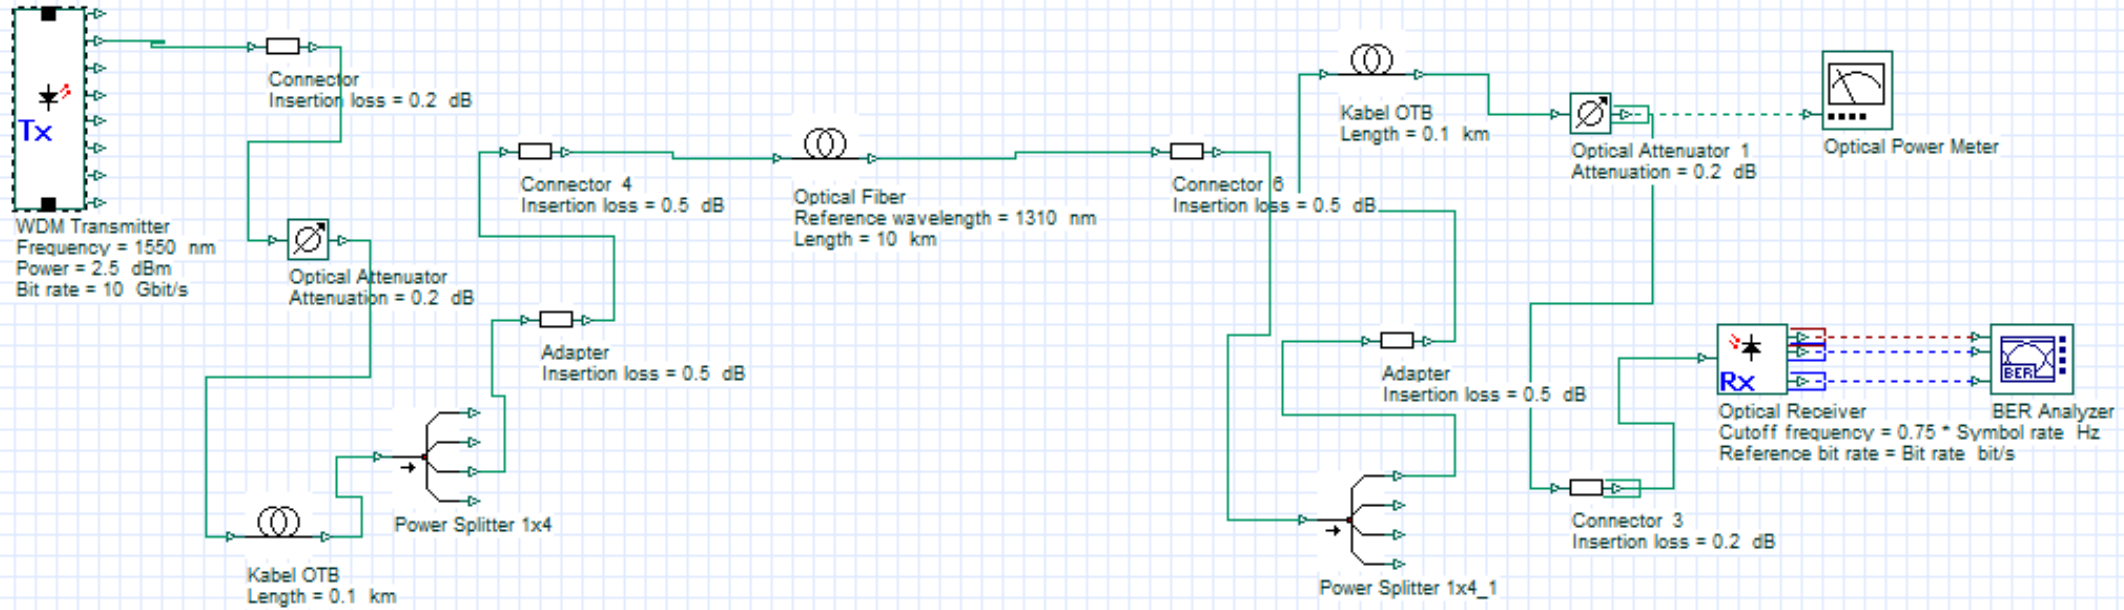 Tx
WDM Transmitter
Frequency = 1550 nm
Power = 2.5 dBm
Bit rate = 10 Gbit/s
Connector
Insertion loss = 0.2 dB
Optical Attenuator
Attenuation = 0.2 dB
Kabel OTB
Length = 0.1 km
Power Splitter 1x4
Adapter
Insertion loss = 0.5 dB
Connector 4
Insertion loss = 0.5 dB
Optical Fiber
Reference wavelength = 1310 nm
Length = 10 km
Connector 6
Insertion loss = 0.5 dB
Power Splitter 1x4_1
Adapter
Insertion loss = 0.5 dB
Kabel OTB
Length = 0.1 km
Optical Attenuator 1
Attenuation = 0.2 dB
Optical Power Meter
Connector 3
Insertion loss = 0.2 dB
Rx
Optical Receiver
Cutoff frequency = 0.75 * Symbol rate Hz
Reference bit rate = Bit rate bit/s
BER
BER Analyzer